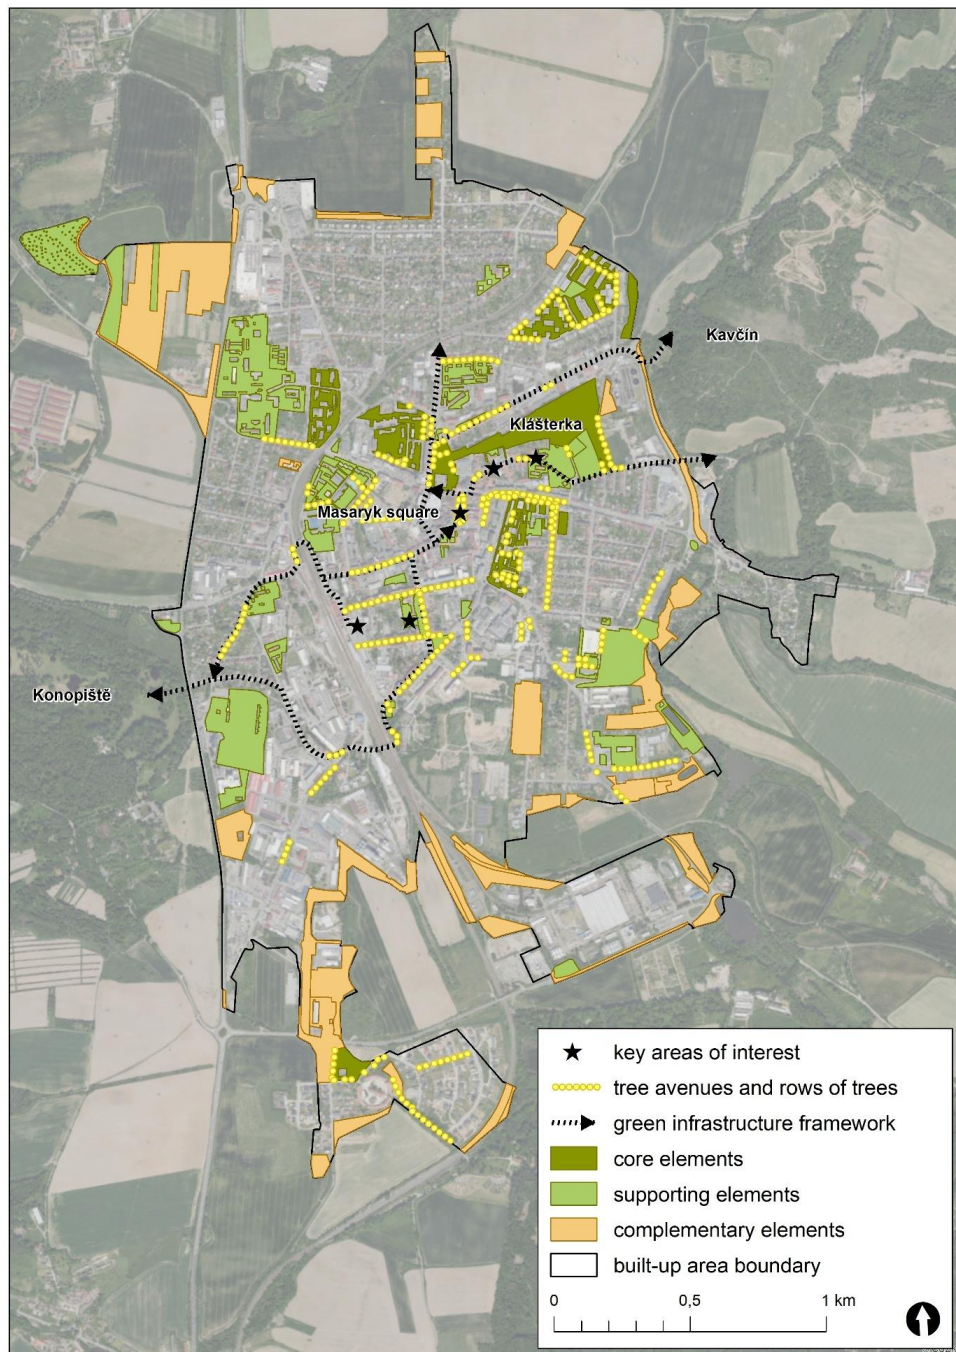 Kavčín
Klášterka
Masaryk square
Konopiště
key areas of interest
tree avenues and rows of trees
green infrastructure framework
core elements
supporting elements
complementary elements
built-up area boundary
0 0,5 1 km